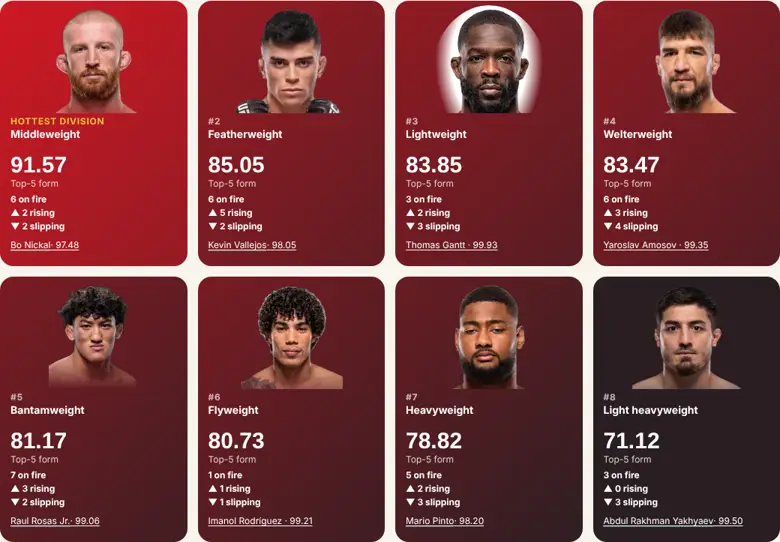 HOTTEST DIVISION
Middleweight
91.57
Top-5 form
6 on fire
▲ 2 rising
▼ 2 slipping
Bo Nickal· 97.48
#2
Featherweight
85.05
Top-5 form
6 on fire
▲ 5 rising
▼ 2 slipping
Kevin Vallejos· 98.05
#3
Lightweight
83.85
Top-5 form
3 on fire
▲ 2 rising
▼ 3 slipping
Thomas Gantt · 99.93
#4
Welterweight
83.47
Top-5 form
6 on fire
▲ 3 rising
▼ 4 slipping
Yaroslav Amosov · 99.35
#5
Bantamweight
81.17
Top-5 form
7 on fire
▲ 3 rising
▼ 2 slipping
Raul Rosas Jr.· 99.06
#6
Flyweight
80.73
Top-5 form
1 on fire
▲ 1 rising
▼ 1 slipping
Imanol Rodríguez · 99.21
#7
Heavyweight
78.82
Top-5 form
5 on fire
▲ 2 rising
▼ 3 slipping
Mario Pinto· 98.20
#8
Light heavyweight
71.12
Top-5 form
3 on fire
▲ 0 rising
▼ 3 slipping
Abdul Rakhman Yakhyaev· 99.50